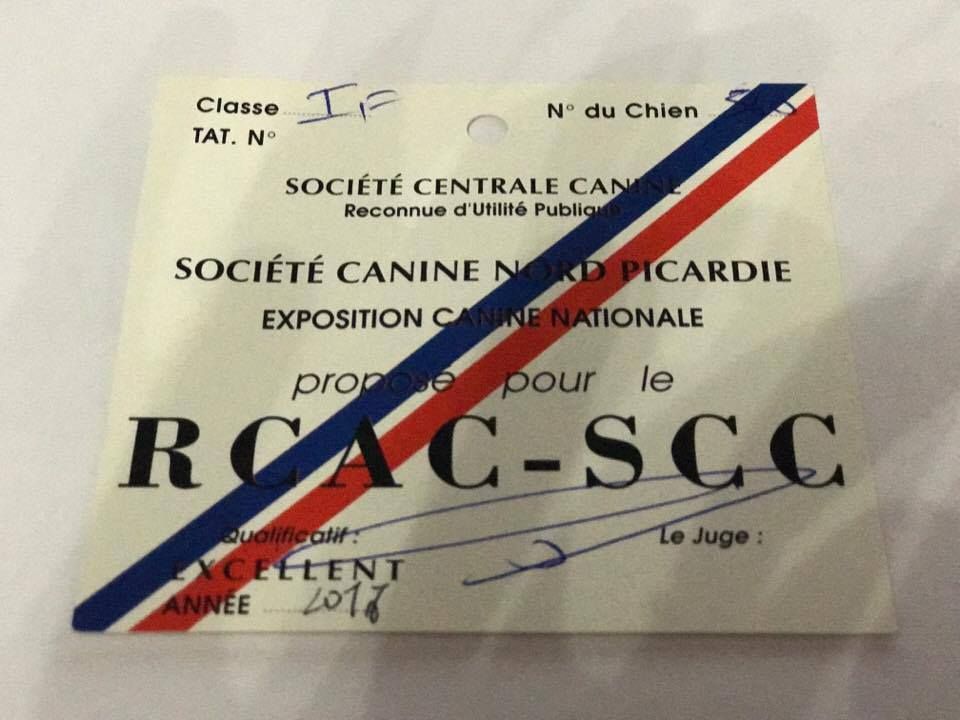 Classe I,F N° du Chien
TAT. N°
SOCIÉTÉ CENTRALE CANINE
Reconnue d'Utilité Publique
SOCIÉTÉ CANINE NORD PICARDIE
EXPOSITION CANINE NATIONALE
proposé pour le
RCAC-SCC
Qualificatif : Le Juge :
EXCELLENT
ANNÉE